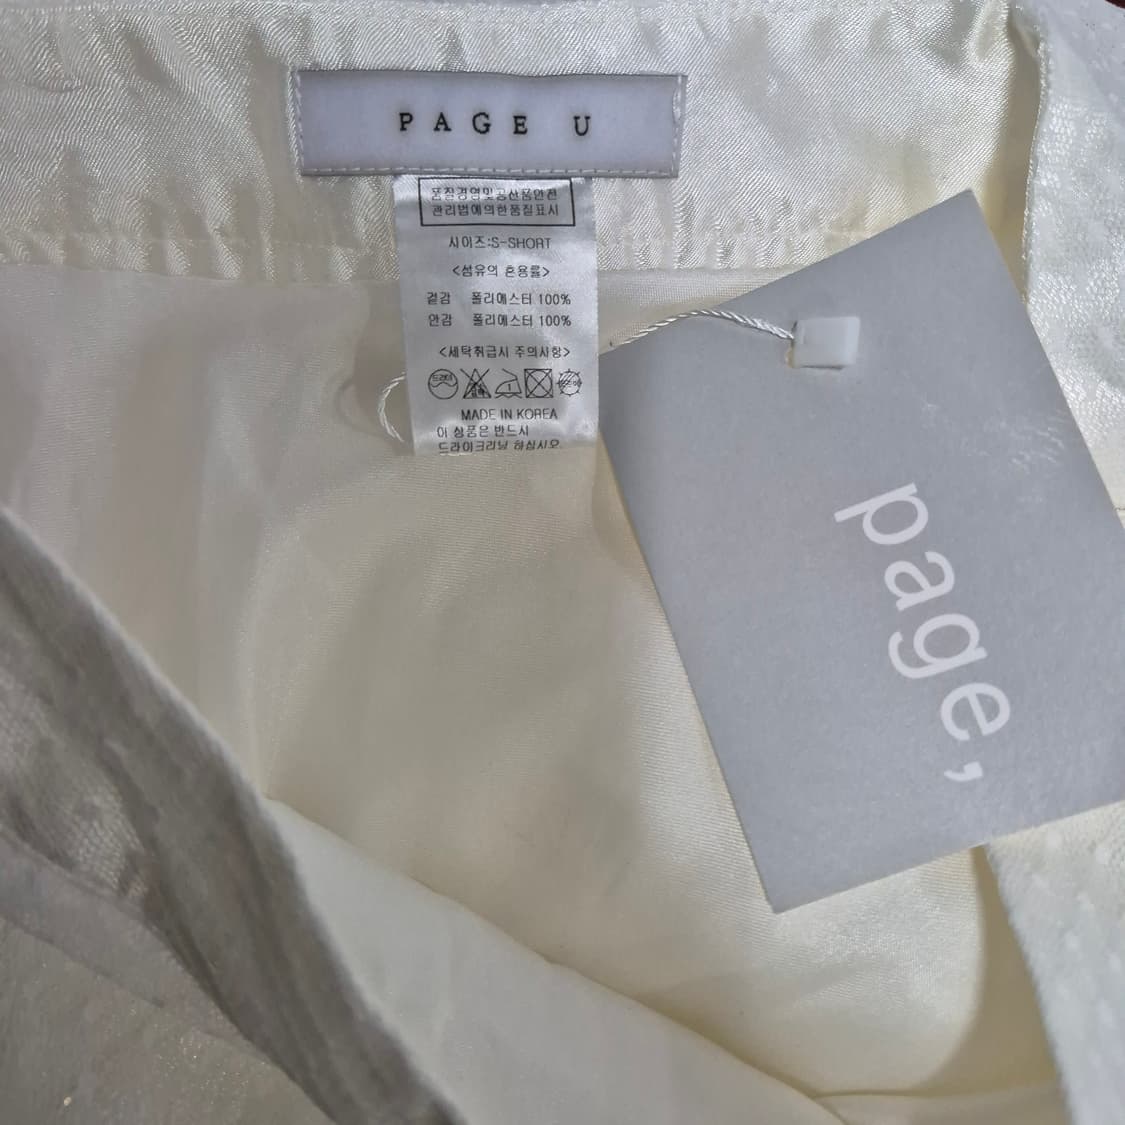 PAGE U
품질경영및공산품안전
관리법에의한품질표시
시이즈:S-SHORT
<섬유의 혼용률>
겉감 폴리에스터 100%
안감 폴리에스터 100%
<세탁취급시 주의사항>
드라이
MADE IN KOREA
이 상품은 반드시
드라이크리닝 하십시오.
page,